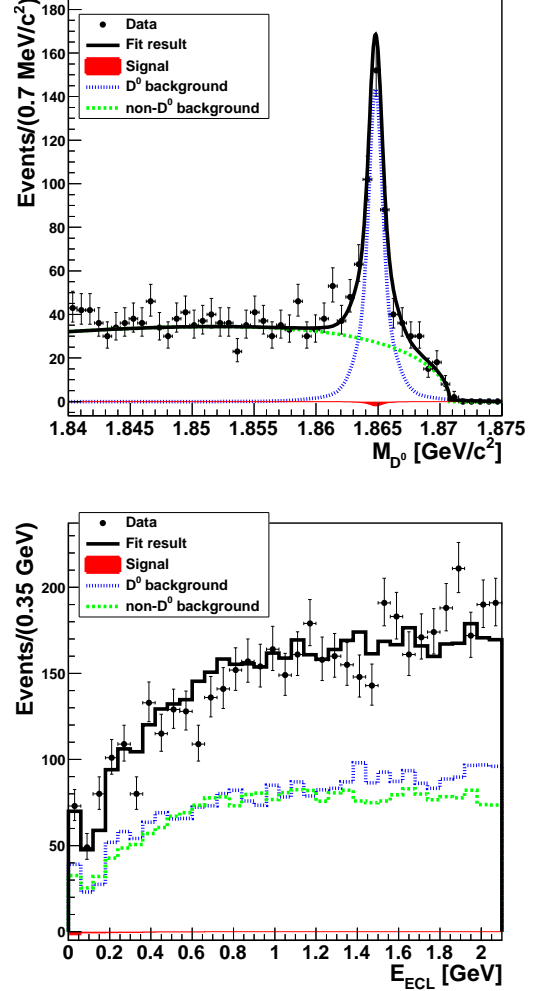 180
160
140
120
100
80
60
40
20
0
Events/(0.7 MeV/c²)
Data
Fit result
Signal
D⁰ background
non-D⁰ background
1.84 1.845 1.85 1.855 1.86 1.865 1.87 1.875
M_D⁰ [GeV/c²]
200
150
100
50
0
Events/(0.35 GeV)
Data
Fit result
Signal
D⁰ background
non-D⁰ background
0 0.2 0.4 0.6 0.8 1 1.2 1.4 1.6 1.8 2
E_ECL [GeV]